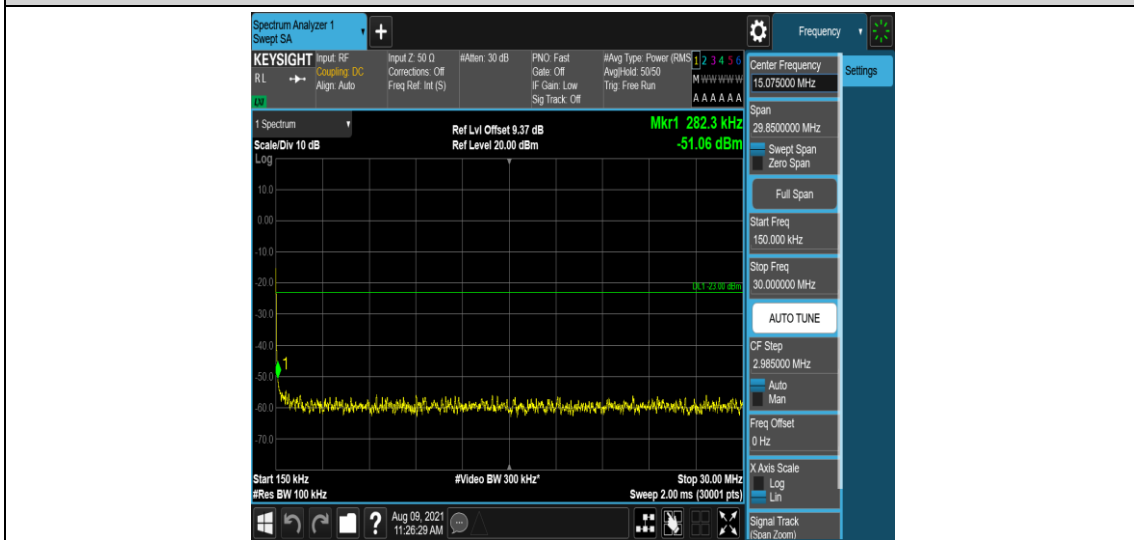 Spectrum Analyzer 1
Swept SA
+
Frequency
KEYSIGHT
RL
LXI
Input: RF
Coupling: DC
Align: Auto
Input Z: 50 Ω
Corrections: Off
Freq Ref: Int (S)
#Atten: 30 dB
PNO: Fast
Gate: Off
IF Gain: Low
Sig Track: Off
#Avg Type: Power (RMS
Avg|Hold: 50/50
Trig: Free Run
1 2 3 4 5 6
M W W W W W
A A A A A A
1 Spectrum
Scale/Div 10 dB
Log
Ref Lvl Offset 9.37 dB
Ref Level 20.00 dBm
Mkr1 282.3 kHz
-51.06 dBm
10.0
0.00
-10.0
-20.0
DL1 -23.00 dBm
-30.0
-40.0
1
-50.0
-60.0
-70.0
Start 150 kHz
#Res BW 100 kHz
#Video BW 300 kHz*
Stop 30.00 MHz
Sweep 2.00 ms (30001 pts)
?
Aug 09, 2021
11:26:29 AM
Center Frequency
15.075000 MHz
Settings
Span
29.8500000 MHz
Swept Span
Zero Span
Full Span
Start Freq
150.000 kHz
Stop Freq
30.000000 MHz
AUTO TUNE
CF Step
2.985000 MHz
Auto
Man
Freq Offset
0 Hz
X Axis Scale
Log
Lin
Signal Track
(Span Zoom)